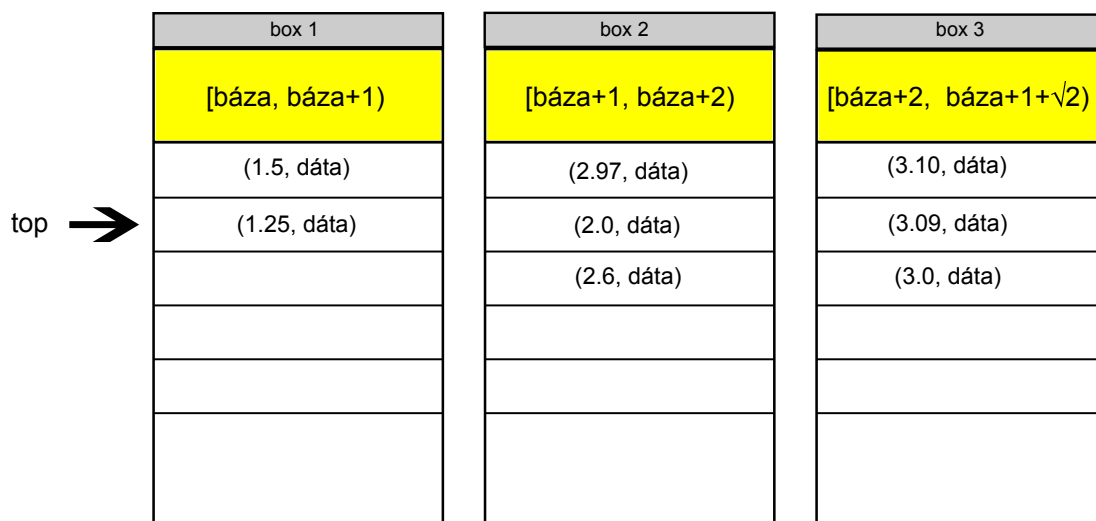 box 1
box 2
box 3
[báza, báza+1)
[báza+1, báza+2)
[báza+2, báza+1+√2)
(1.5, dáta)
(2.97, dáta)
(3.10, dáta)
top
(1.25, dáta)
(2.0, dáta)
(3.09, dáta)
(2.6, dáta)
(3.0, dáta)